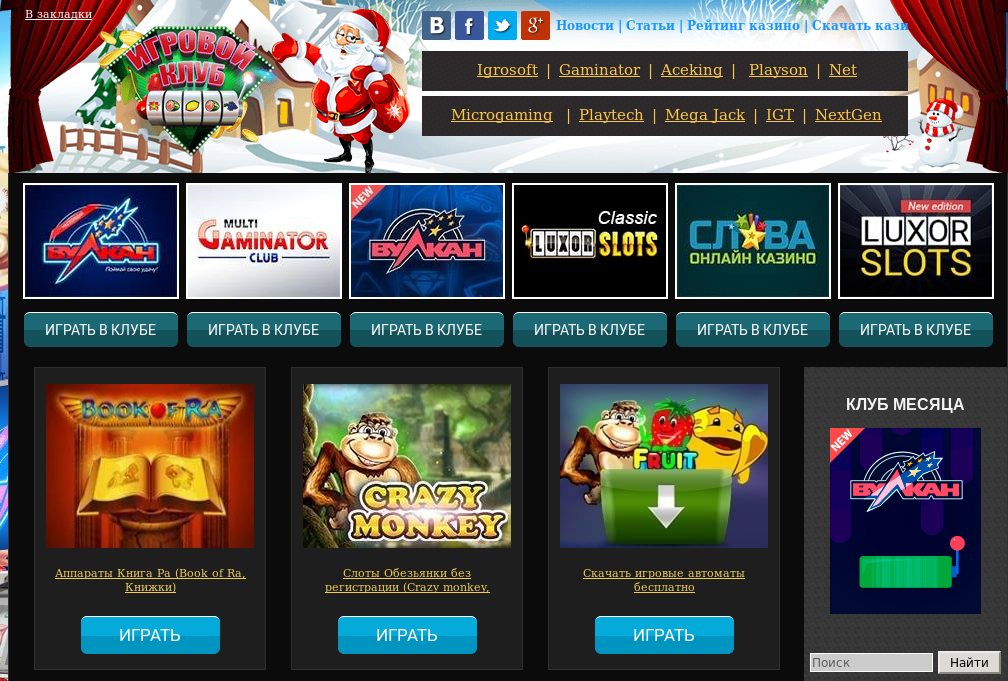 В закладки
ИГРОВОЙ
КЛУБ
Новости | Статьи | Рейтинг казино | Скачать кази
Igrosoft | Gaminator | Aceking | Playson | Net
Microgaming | Playtech | Mega Jack | IGT | NextGen
ВУЛКАН
Поймай свою удачу!
MULTI
GAMINATOR
CLUB
NEW
ВУЛКАН
Classic
LUXOR SLOTS
СЛАВА
ОНЛАЙН КАЗИНО
New edition
LUXOR
SLOTS
ИГРАТЬ В КЛУБЕ
ИГРАТЬ В КЛУБЕ
ИГРАТЬ В КЛУБЕ
ИГРАТЬ В КЛУБЕ
ИГРАТЬ В КЛУБЕ
ИГРАТЬ В КЛУБЕ
BOOK OF RA
Аппараты Книга Ра (Book of Ra,
Книжки)
ИГРАТЬ
CRAZY
MONKEY
Слоты Обезьянки без
регистрации (Crazy monkey,
ИГРАТЬ
FRUIT
Скачать игровые автоматы
бесплатно
ИГРАТЬ
КЛУБ МЕСЯЦА
NEW
ВУЛКАН
Поиск
Найти